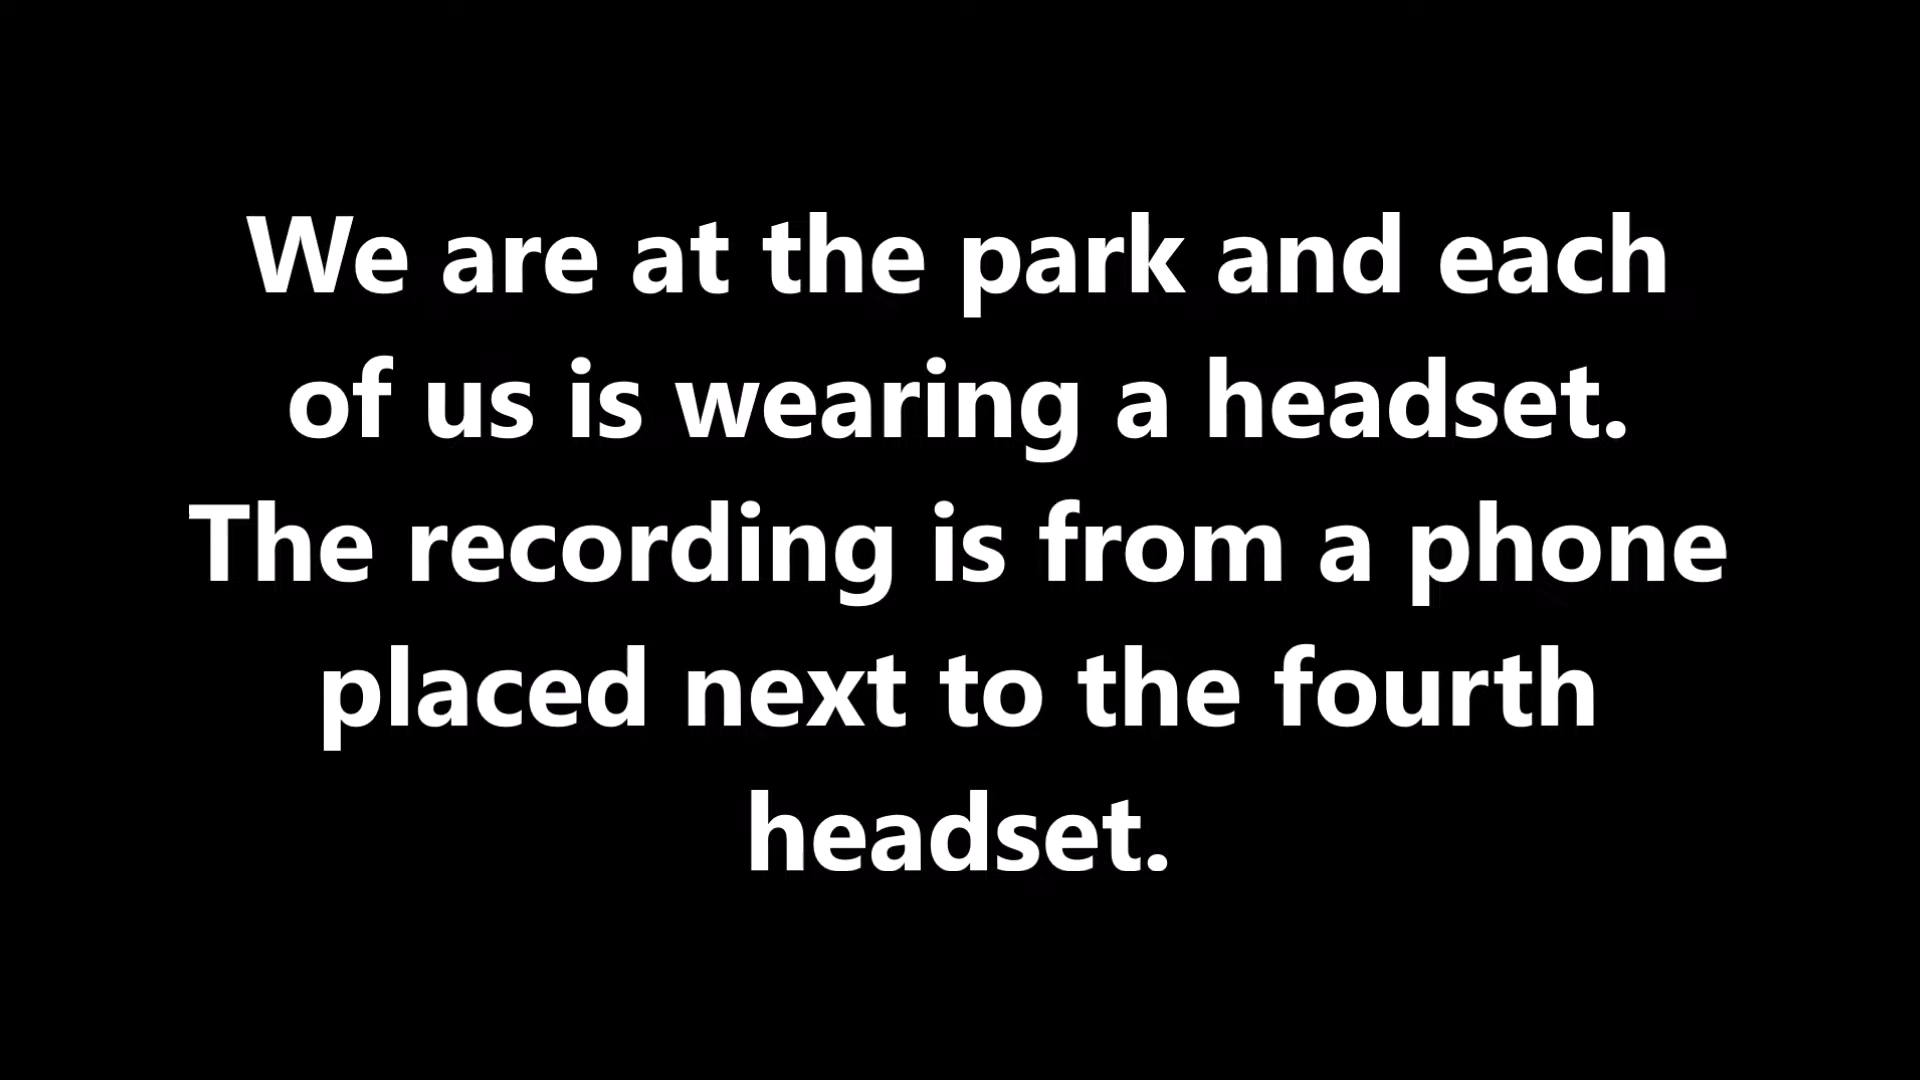 We are at the park and each
of us is wearing a headset.
The recording is from a phone
placed next to the fourth
headset.